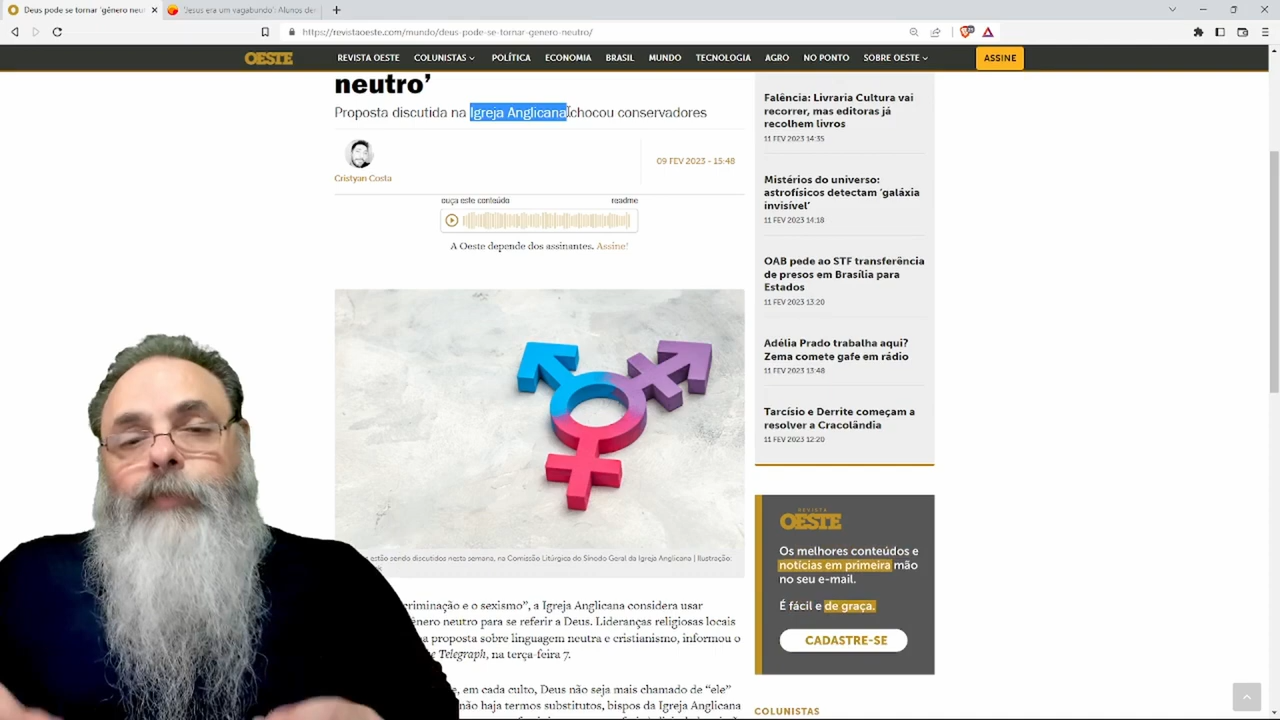 Deus pode se tornar 'gênero neut
'Jesus era um vagabundo': Alunos de
https://revistaoeste.com/mundo/deus-pode-se-tornar-genero-neutro/
OESTE
REVISTA OESTE
COLUNISTAS
POLÍTICA
ECONOMIA
BRASIL
MUNDO
TECNOLOGIA
AGRO
NO PONTO
SOBRE OESTE
ASSINE
neutro'
Proposta discutida na Igreja Anglicana chocou conservadores
Cristyan Costa
09 FEV 2023 - 15:48
ouça este conteúdo
readme
A Oeste depende dos assinantes. Assine!
estão sendo discutidos nesta semana, na Comissão Litúrgica do Sínodo Geral da Igreja Anglicana | Ilustração:
criminação e o sexismo”, a Igreja Anglicana considera usar
ênero neutro para se referir a Deus. Lideranças religiosas locais
a proposta sobre linguagem neutra e cristianismo, informou o
e Telegraph, na terça-feira 7.
e, em cada culto, Deus não seja mais chamado de “ele”
não haja termos substitutos, bispos da Igreja Anglicana
Falência: Livraria Cultura vai
recorrer, mas editoras já
recolhem livros
11 FEV 2023 14:35
Mistérios do universo:
astrofísicos detectam ‘galáxia
invisível’
11 FEV 2023 14:18
OAB pede ao STF transferência
de presos em Brasília para
Estados
11 FEV 2023 13:20
Adélia Prado trabalha aqui?
Zema comete gafe em rádio
11 FEV 2023 13:48
Tarcísio e Derrite começam a
resolver a Cracolândia
11 FEV 2023 12:20
REVISTA
OESTE
Os melhores conteúdos e
notícias em primeira mão
no seu e-mail.
É fácil e de graça.
CADASTRE-SE
COLUNISTAS